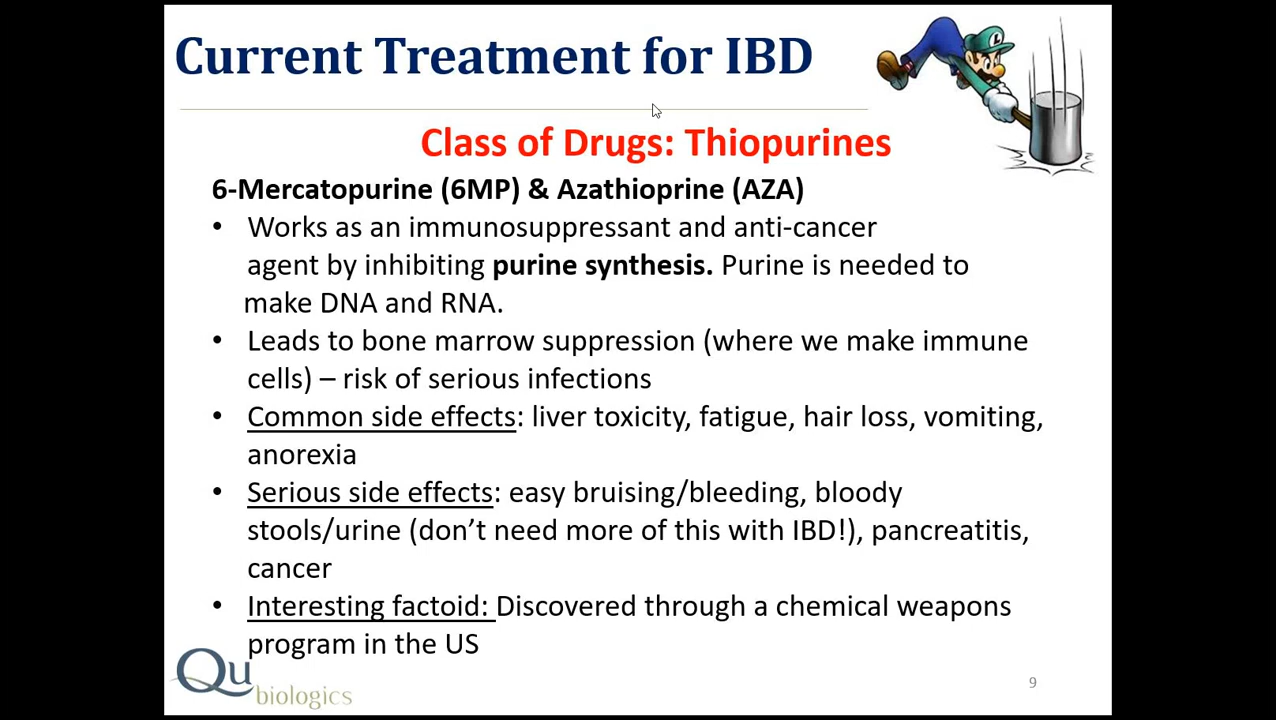 Current Treatment for IBD
L
Class of Drugs: Thiopurines
6-Mercatopurine (6MP) & Azathioprine (AZA)
• Works as an immunosuppressant and anti-cancer
agent by inhibiting purine synthesis. Purine is needed to
make DNA and RNA.
• Leads to bone marrow suppression (where we make immune
cells) – risk of serious infections
• Common side effects: liver toxicity, fatigue, hair loss, vomiting,
anorexia
• Serious side effects: easy bruising/bleeding, bloody
stools/urine (don’t need more of this with IBD!), pancreatitis,
cancer
• Interesting factoid: Discovered through a chemical weapons
program in the US
Qu
biologics
9